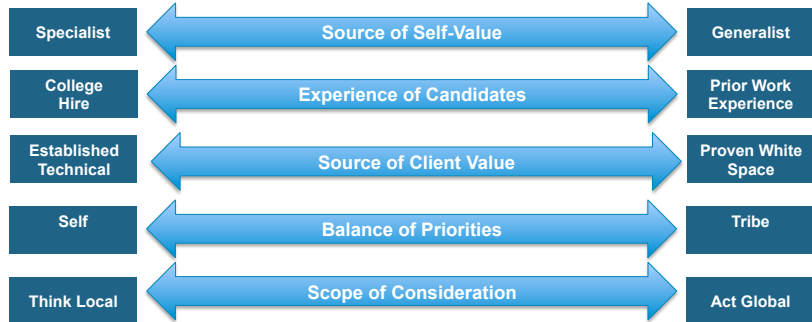 Specialist
Source of Self-Value
Generalist
College
Hire
Experience of Candidates
Prior Work
Experience
Established
Technical
Source of Client Value
Proven White
Space
Self
Balance of Priorities
Tribe
Think Local
Scope of Consideration
Act Global